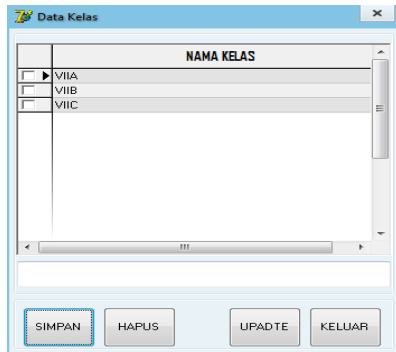 Data Kelas
NAMA KELAS
VIIA
VIIB
VIIC
SIMPAN HAPUS UPADTE KELUAR